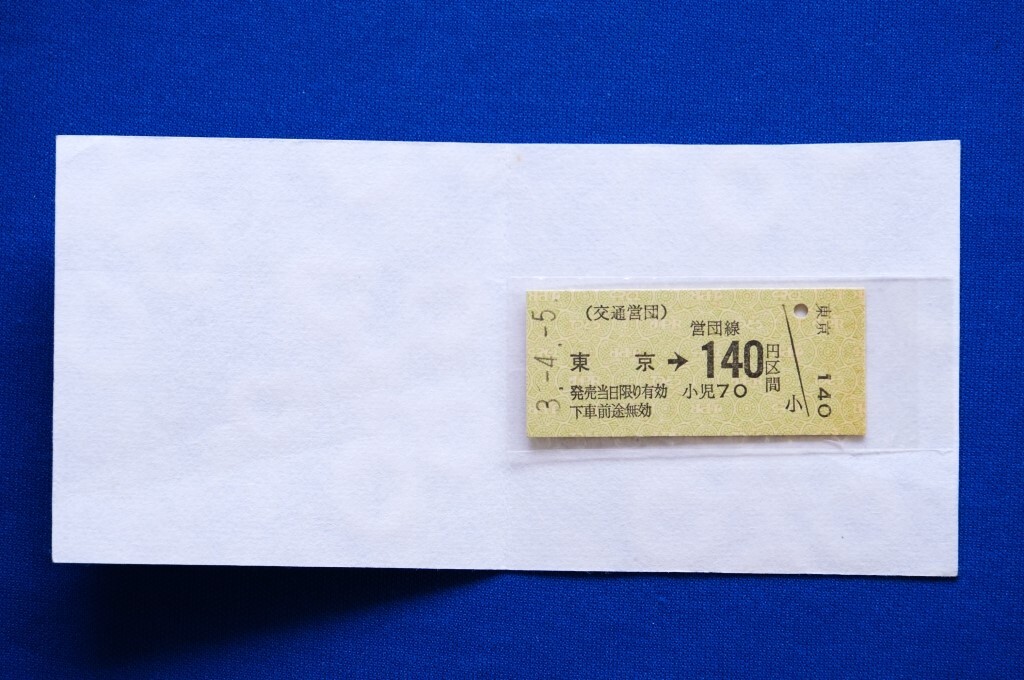 3.-4.-5
(交通営団)
営団線
東 京 → 140円区間
発売当日限り有効 小児70
下車前途無効
小
東京
140